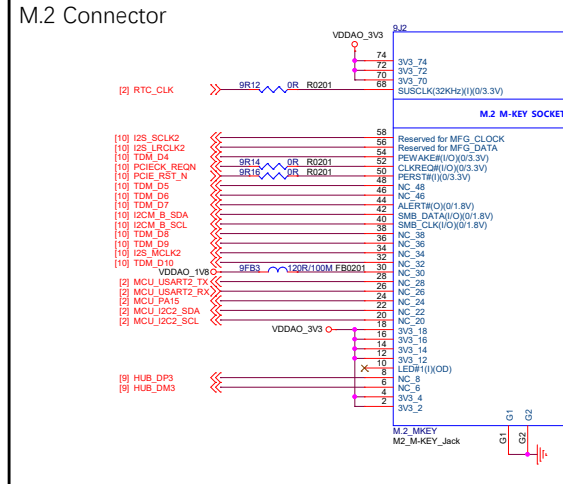 M.2 Connector
9J2
VDDAO_3V3
74 3V3_74
72 3V3_72
70 3V3_70
[2] RTC_CLK 9R12 0R R0201 68 SUSCLK(32KHz)(I)(0/3.3V)
M.2 M-KEY SOCKET
[10] I2S_SCLK2 58 Reserved for MFG_CLOCK
[10] I2S_LRCLK2 56 Reserved for MFG_DATA
[10] TDM_D4 54 PEWAKE#(I/O)(0/3.3V)
[10] PCIECK_REQN 9R14 0R R0201 52 CLKREQ#(I/O)(0/3.3V)
[10] PCIE_RST_N 9R16 0R R0201 50 PERST#(I)(0/3.3V)
[10] TDM_D5 48 NC_48
[10] TDM_D6 46 NC_46
[10] TDM_D7 44 ALERT#(O)(0/1.8V)
[10] I2CM_B_SDA 42 SMB_DATA(I/O)(0/1.8V)
[10] I2CM_B_SCL 40 SMB_CLK(I/O)(0/1.8V)
[10] TDM_D8 38 NC_38
[10] TDM_D9 36 NC_36
[10] I2S_MCLK2 34 NC_34
[10] TDM_D10 32 NC_32
VDDAO_1V8 9FB3 120R/100M FB0201 30 NC_30
[2] MCU_USART2_TX 28 NC_28
[2] MCU_USART2_RX 26 NC_26
[2] MCU_PA15 24 NC_24
[2] MCU_I2C2_SDA 22 NC_22
[2] MCU_I2C2_SCL 20 NC_20
VDDAO_3V3 18 3V3_18
16 3V3_16
14 3V3_14
12 3V3_12
10 LED#1(I)(OD)
[9] HUB_DP3 8 NC_8
[9] HUB_DM3 6 NC_6
4 3V3_4
2 3V3_2
G1 G2
M.2_MKEY
M2_M-KEY_Jack
G1 G2